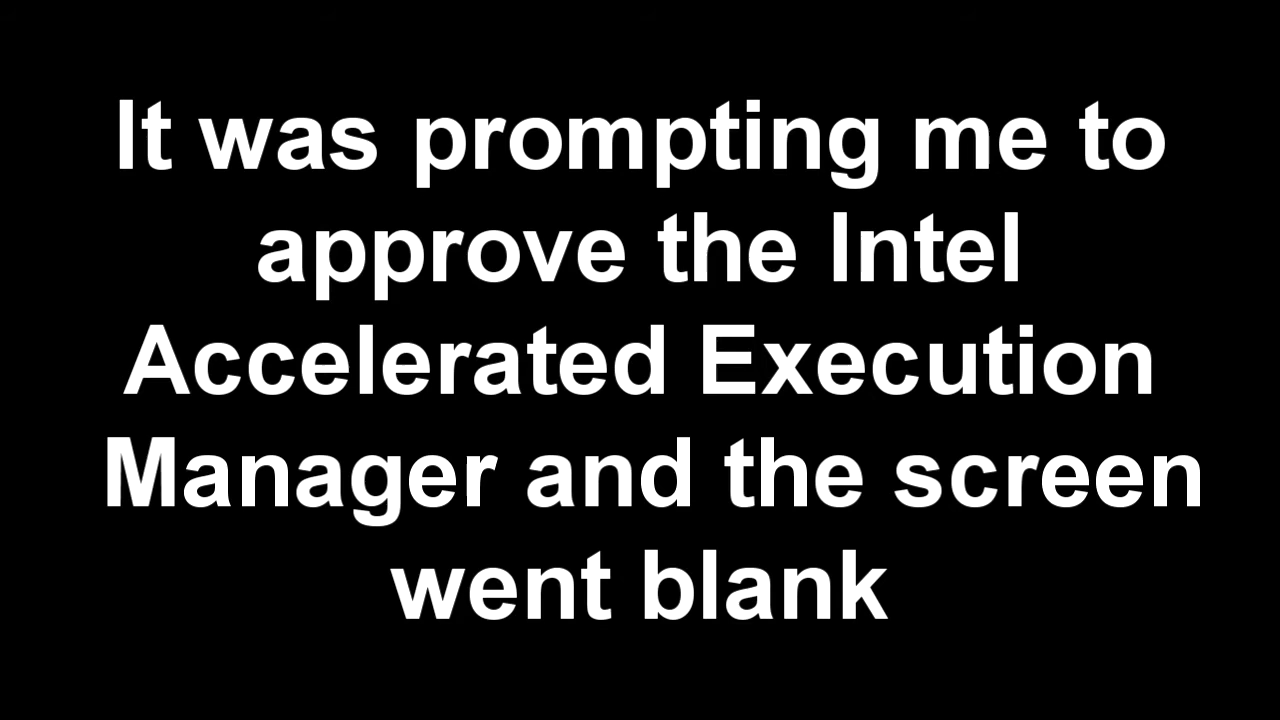 It was prompting me to
approve the Intel
Accelerated Execution
Manager and the screen
went blank